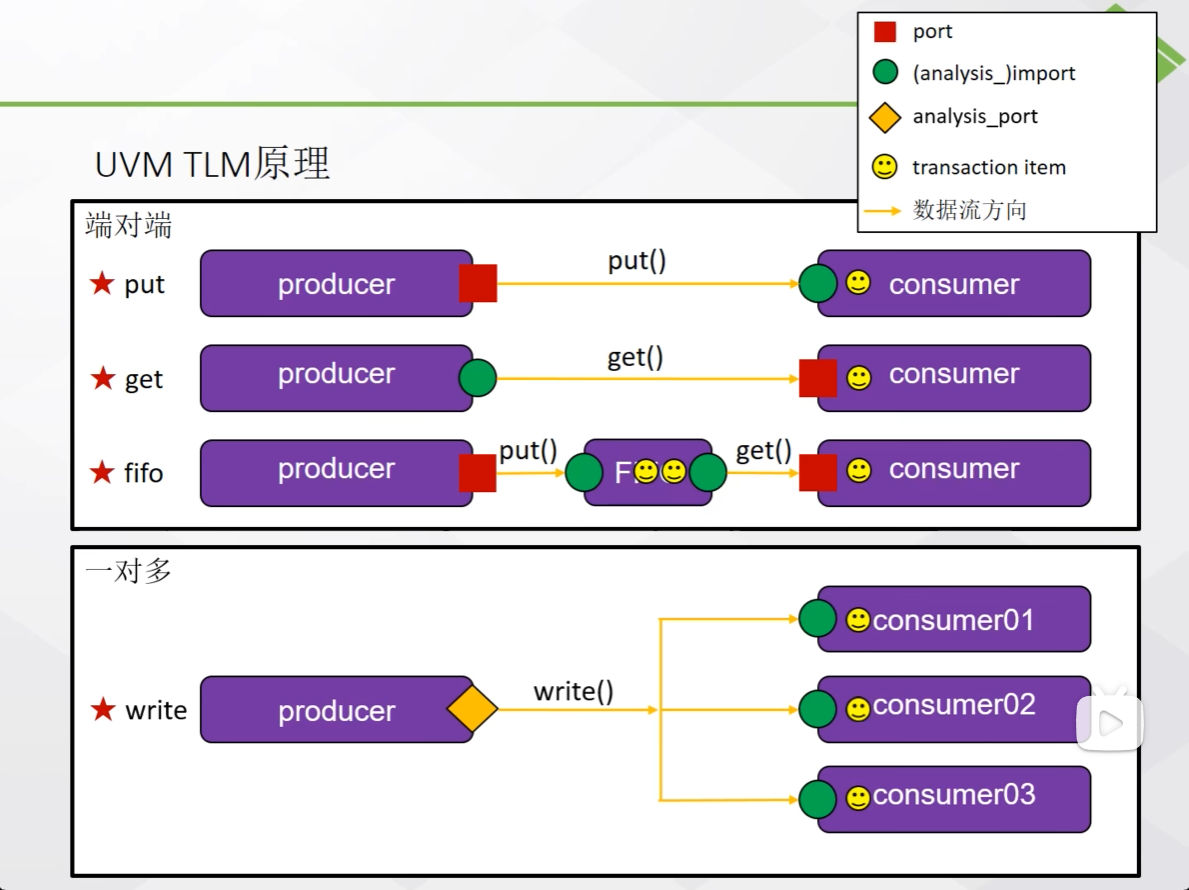 port
(analysis_)import
analysis_port
transaction item
数据流方向
UVM TLM原理
端对端
put
producer
put()
consumer
get
producer
get()
consumer
fifo
producer
put()
get()
consumer
一对多
write
producer
write()
consumer01
consumer02
consumer03